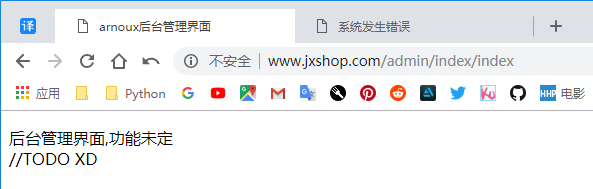 译 arnoux后台管理界面 系统发生错误
不安全 www.jxshop.com/admin/index/index
应用 Python G HHP 电影
后台管理界面,功能未定
//TODO XD